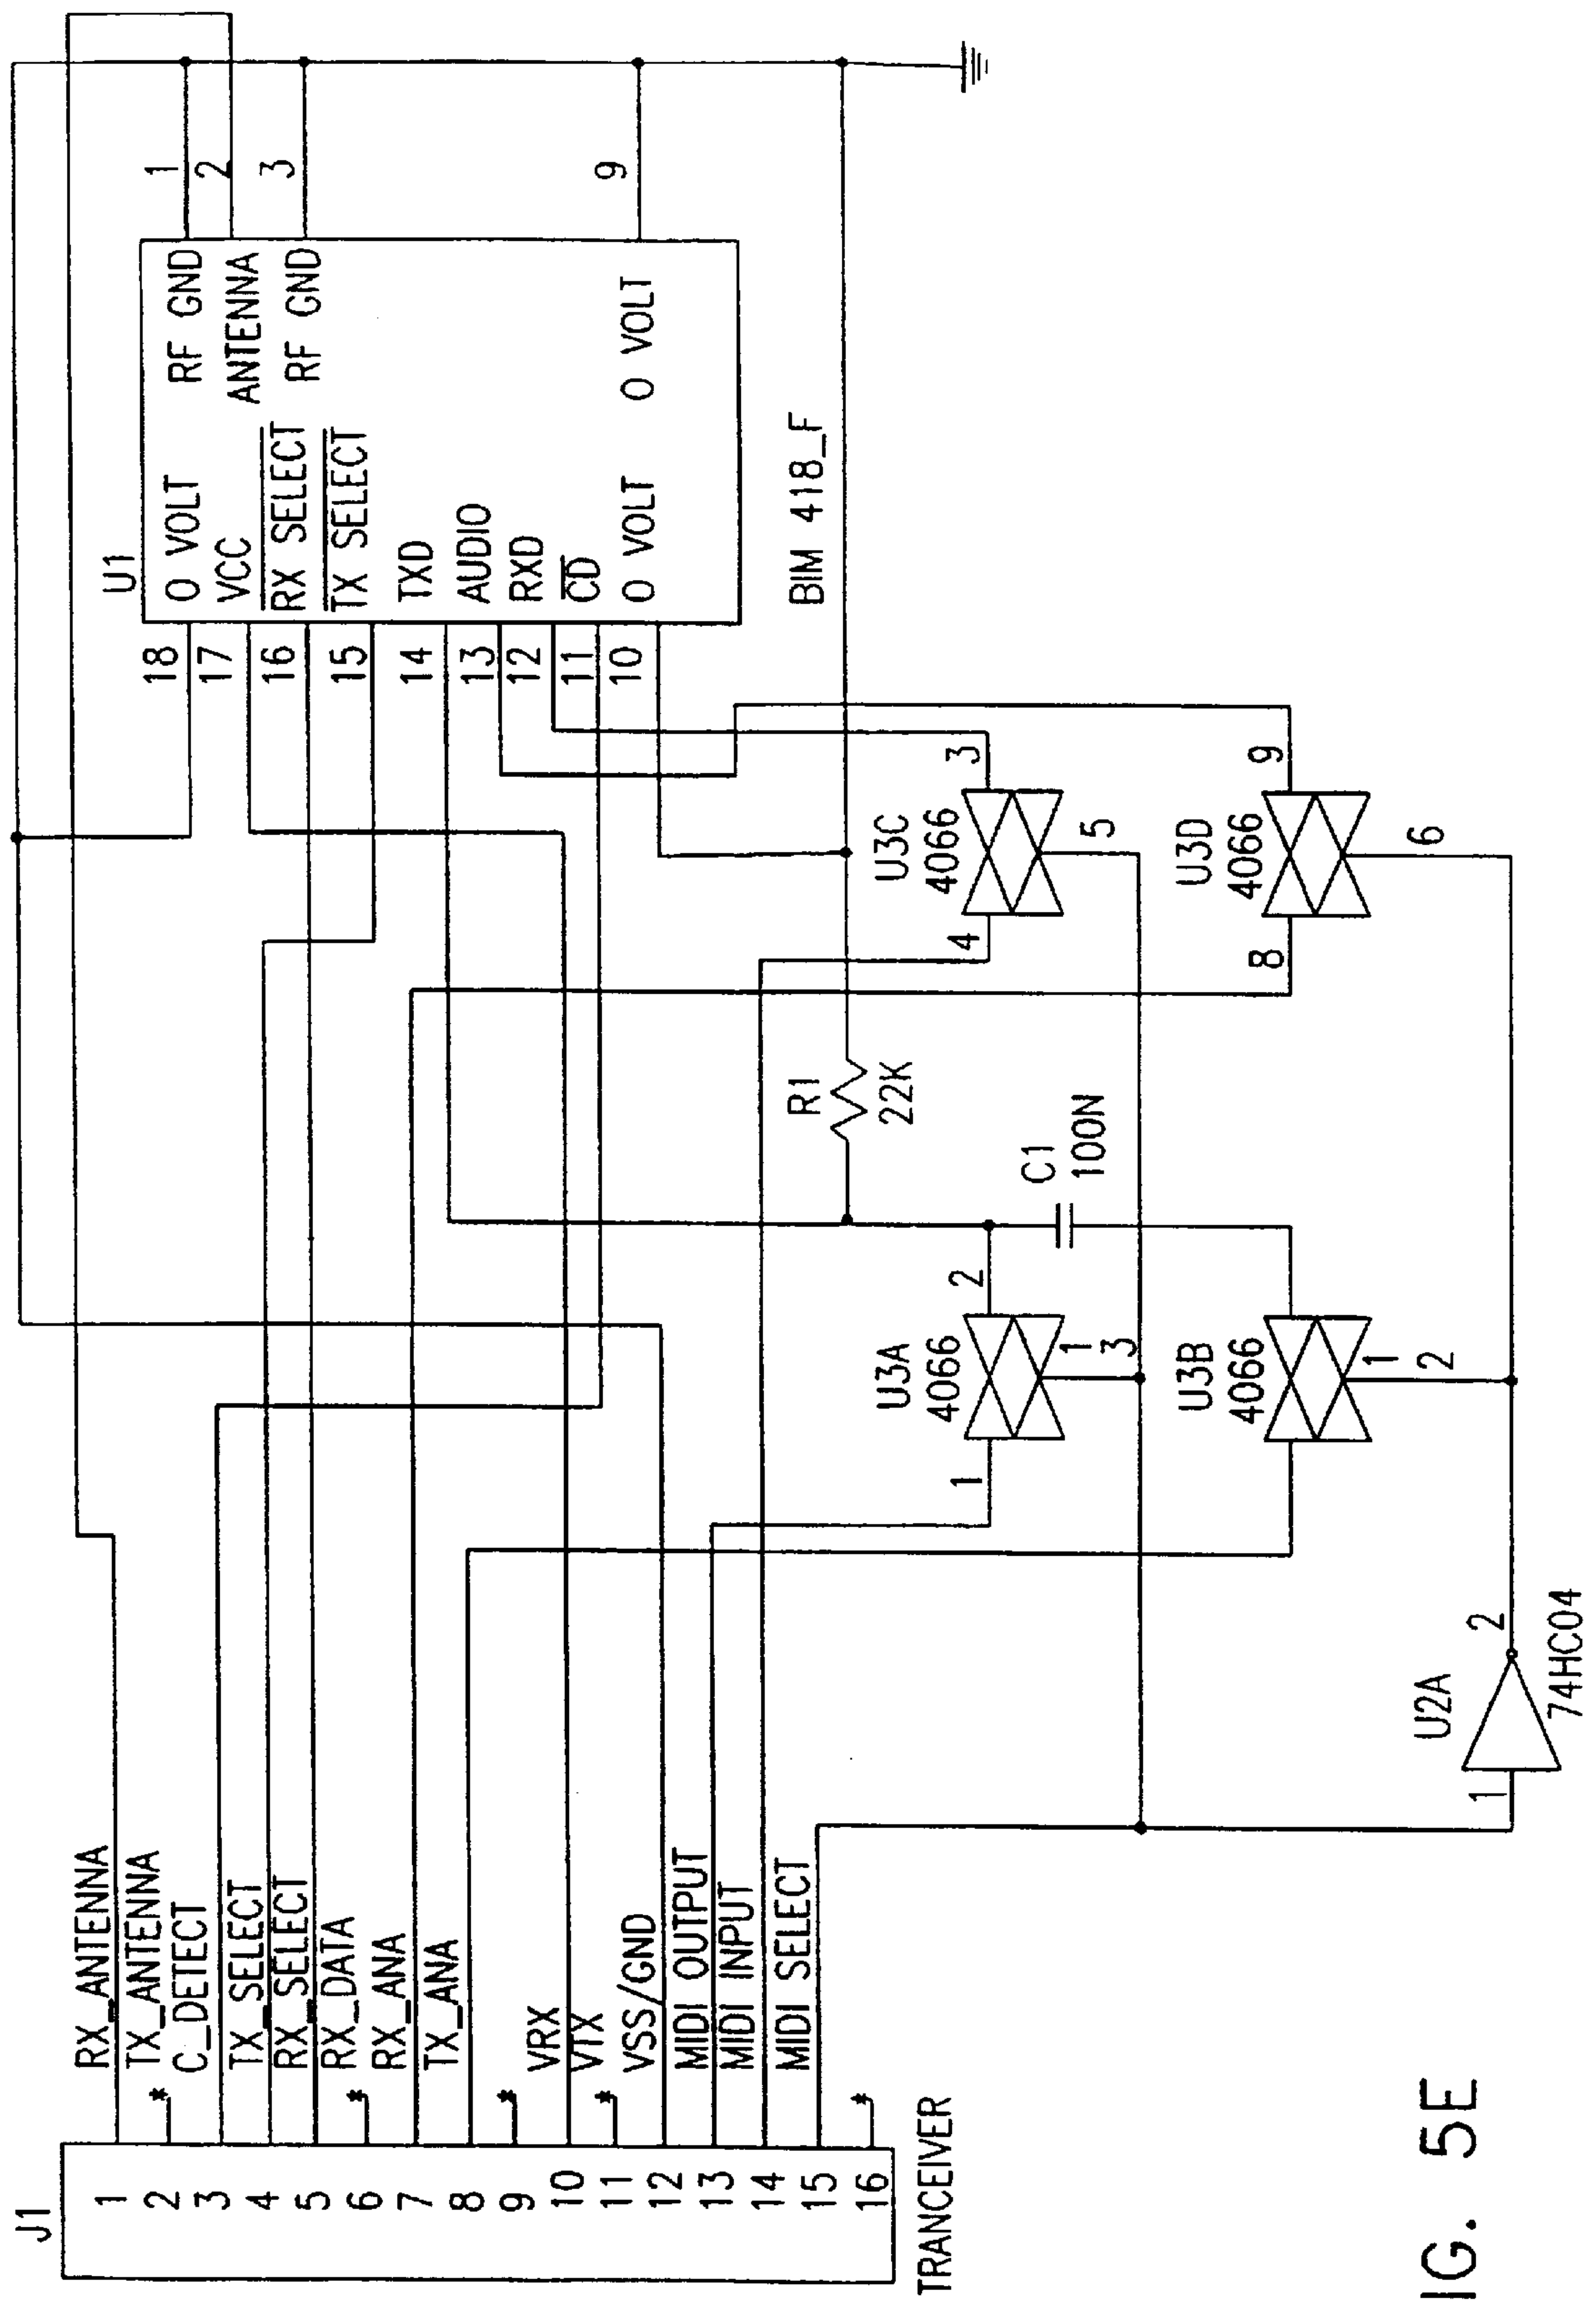 J1
1
2
3
4
5
6
7
8
9
10
11
12
13
14
15
16
TRANCEIVER
RX_ANTENNA
TX_ANTENNA
*
C_DETECT
TX_SELECT
RX_SELECT
RX_DATA
*
RX_ANA
TX_ANA
*
VRX
VTX
*
VSS/GND
MIDI OUTPUT
MIDI INPUT
MIDI SELECT
*
U1
18
17
16
15
14
13
12
11
10
O VOLT
VCC
RX SELECT
TX SELECT
TXD
AUDIO
RXD
CD
O VOLT
RF GND
ANTENNA
RF GND
O VOLT
1
2
3
9
BIM 418_F
R1
22K
C1
100N
U3A
4066
1
2
1
3
U3C
4066
4
3
5
U3B
4066
1
2
U3D
4066
8
9
6
U2A
1
2
74HC04
IG. 5E